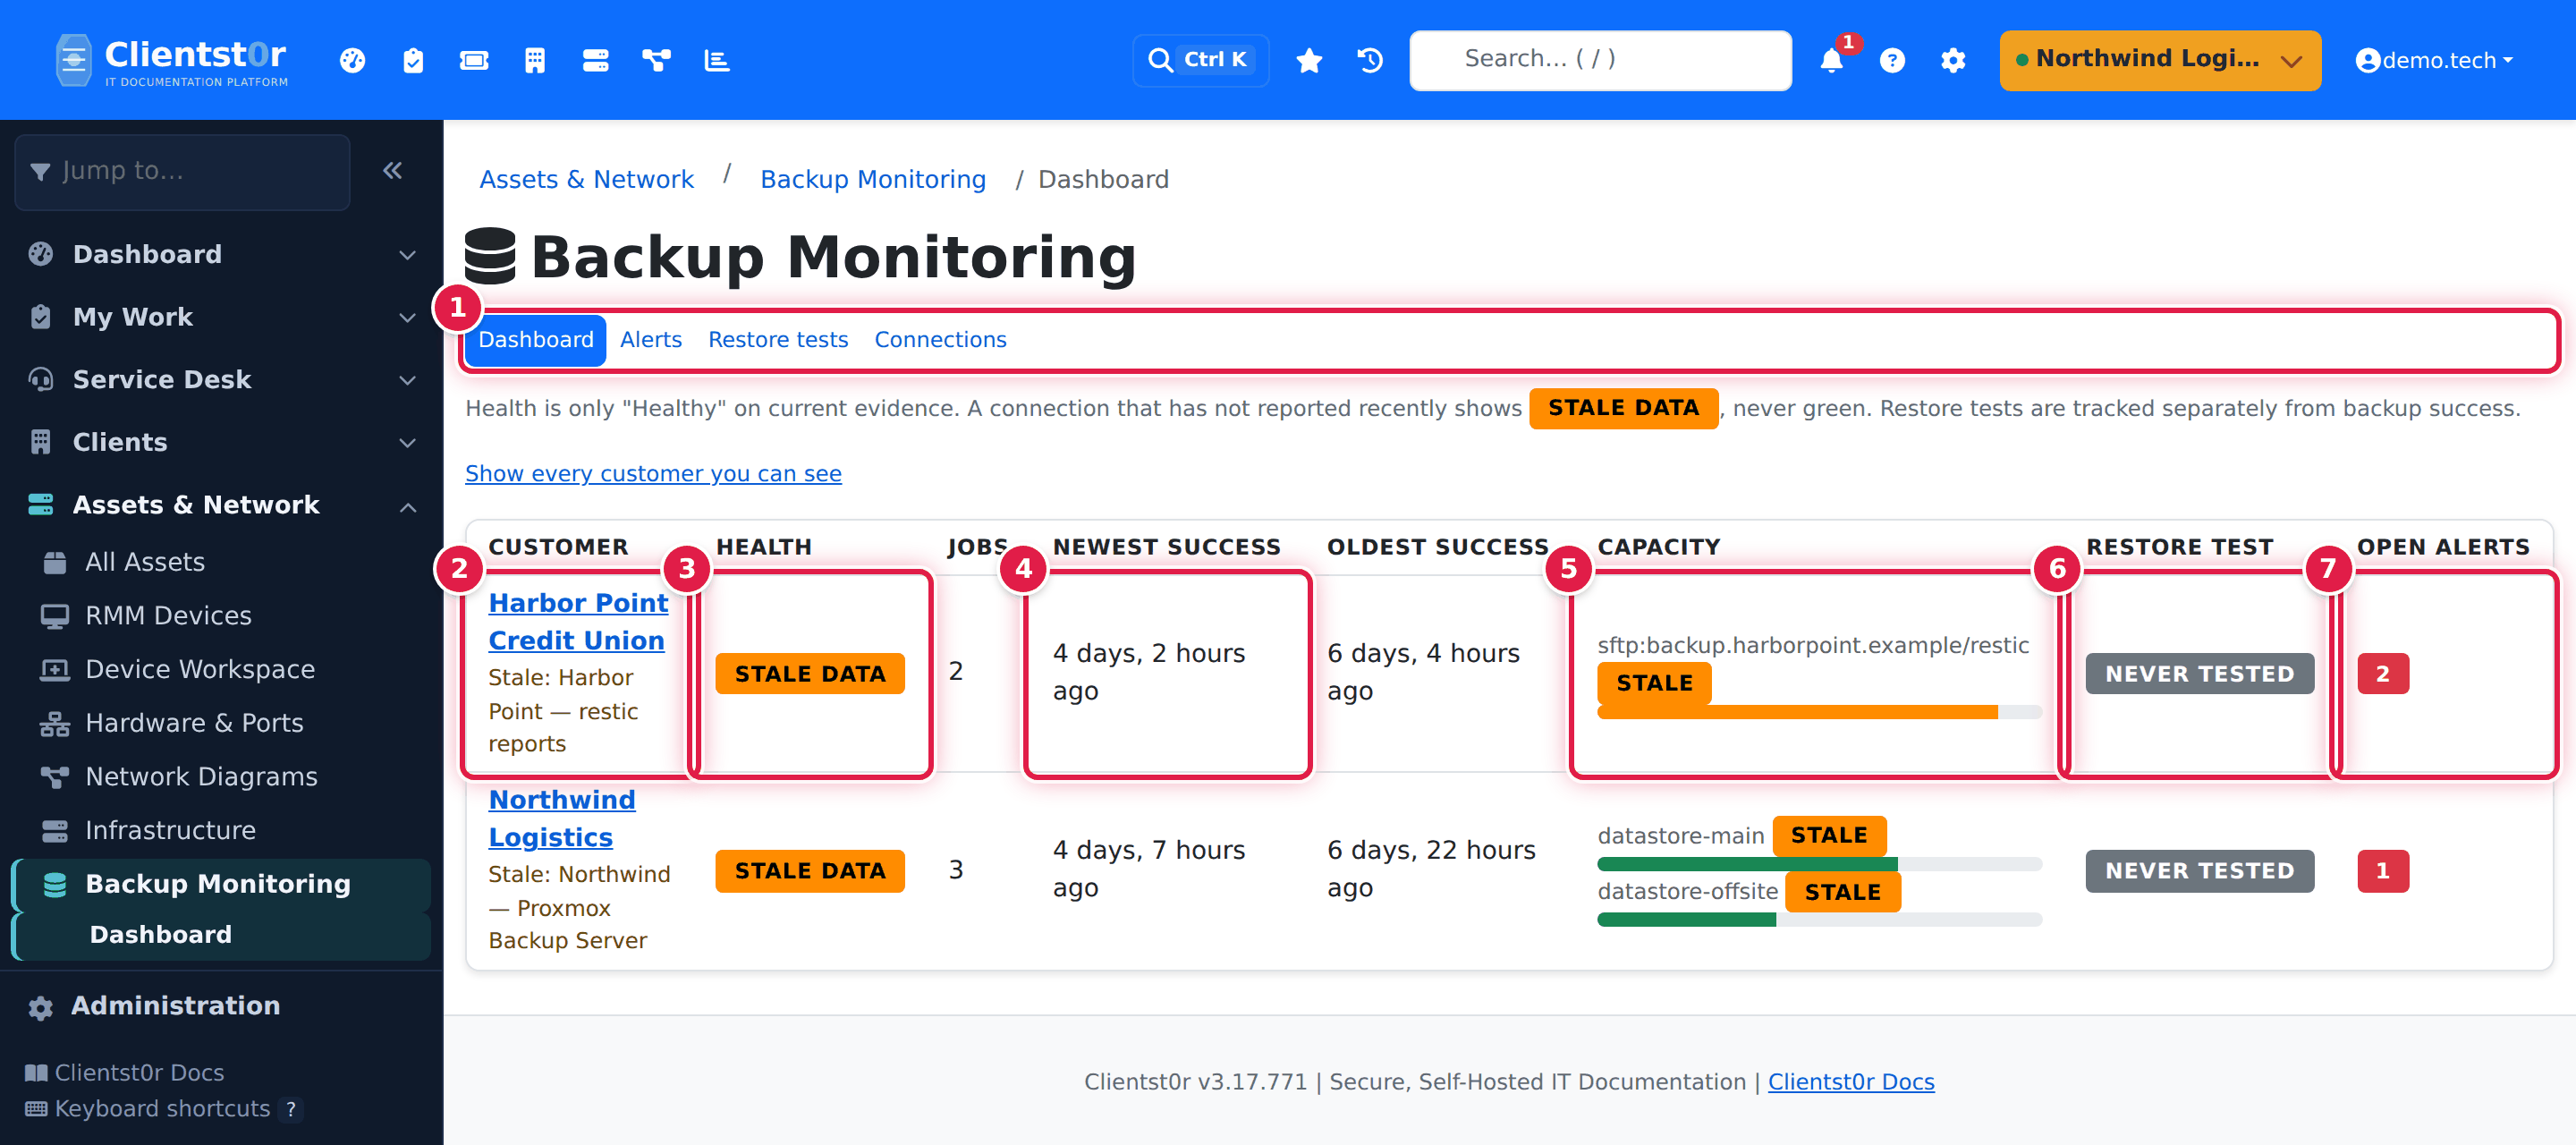 Clientst0r
IT DOCUMENTATION PLATFORM
Ctrl K
Search... ( / )
1
?
Northwind Logi...
demo.tech
Jump to...
Dashboard
My Work
Service Desk
Clients
Assets & Network
All Assets
RMM Devices
Device Workspace
Hardware & Ports
Network Diagrams
Infrastructure
Backup Monitoring
Dashboard
Administration
Clientst0r Docs
Keyboard shortcuts ?
Assets & Network / Backup Monitoring / Dashboard
Backup Monitoring
1
Dashboard Alerts Restore tests Connections
Health is only "Healthy" on current evidence. A connection that has not reported recently shows STALE DATA , never green. Restore tests are tracked separately from backup success.
Show every customer you can see
CUSTOMER HEALTH JOBS NEWEST SUCCESS OLDEST SUCCESS CAPACITY RESTORE TEST OPEN ALERTS
2 3 4 5 6 7
Harbor Point
Credit Union
Stale: Harbor
Point — restic
reports
STALE DATA
2
4 days, 2 hours
ago
6 days, 4 hours
ago
sftp:backup.harborpoint.example/restic
STALE
NEVER TESTED
2
Northwind
Logistics
Stale: Northwind
— Proxmox
Backup Server
STALE DATA
3
4 days, 7 hours
ago
6 days, 22 hours
ago
datastore-main STALE
datastore-offsite STALE
NEVER TESTED
1
Clientst0r v3.17.771 | Secure, Self-Hosted IT Documentation | Clientst0r Docs